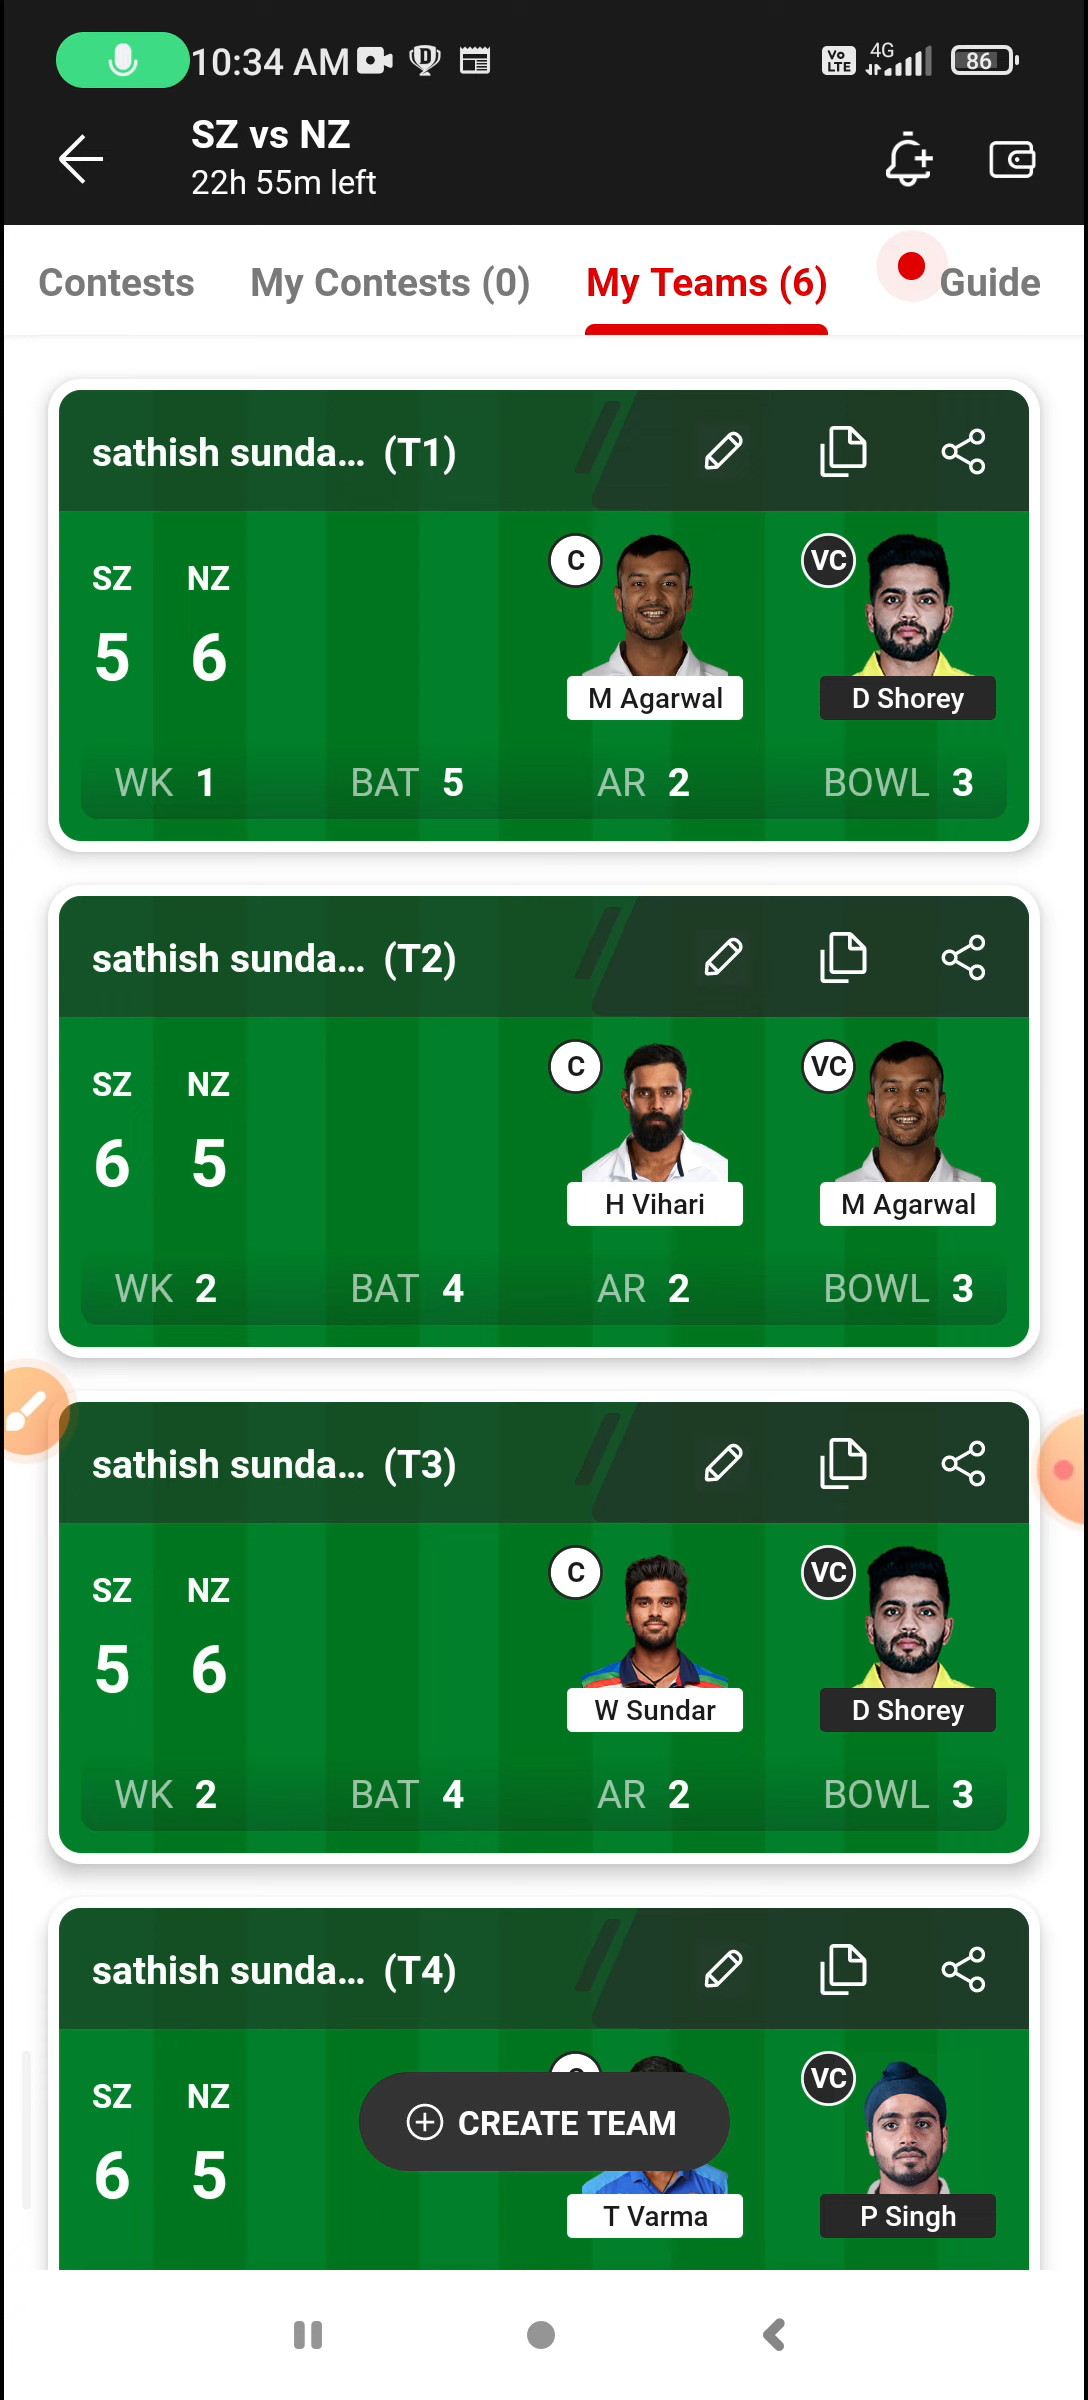 10:34 AM
Vo LTE 4G 86
SZ vs NZ
22h 55m left
Contests My Contests (0) My Teams (6) Guide
sathish sunda... (T1)
SZ NZ C VC
5 6
M Agarwal D Shorey
WK 1 BAT 5 AR 2 BOWL 3
sathish sunda... (T2)
SZ NZ C VC
6 5
H Vihari M Agarwal
WK 2 BAT 4 AR 2 BOWL 3
sathish sunda... (T3)
SZ NZ C VC
5 6
W Sundar D Shorey
WK 2 BAT 4 AR 2 BOWL 3
sathish sunda... (T4)
SZ NZ VC
CREATE TEAM
6 5
T Varma P Singh